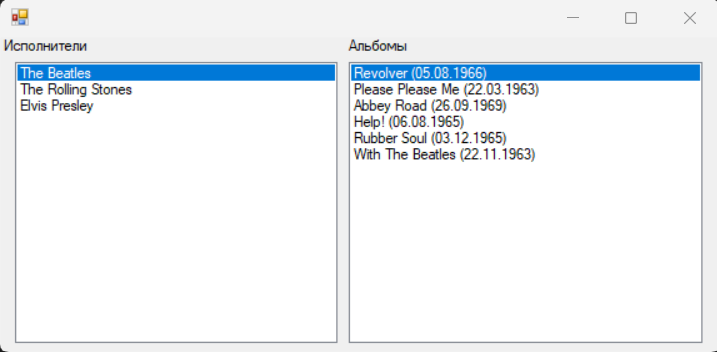 Исполнители
The Beatles
The Rolling Stones
Elvis Presley
Альбомы
Revolver (05.08.1966)
Please Please Me (22.03.1963)
Abbey Road (26.09.1969)
Help! (06.08.1965)
Rubber Soul (03.12.1965)
With The Beatles (22.11.1963)